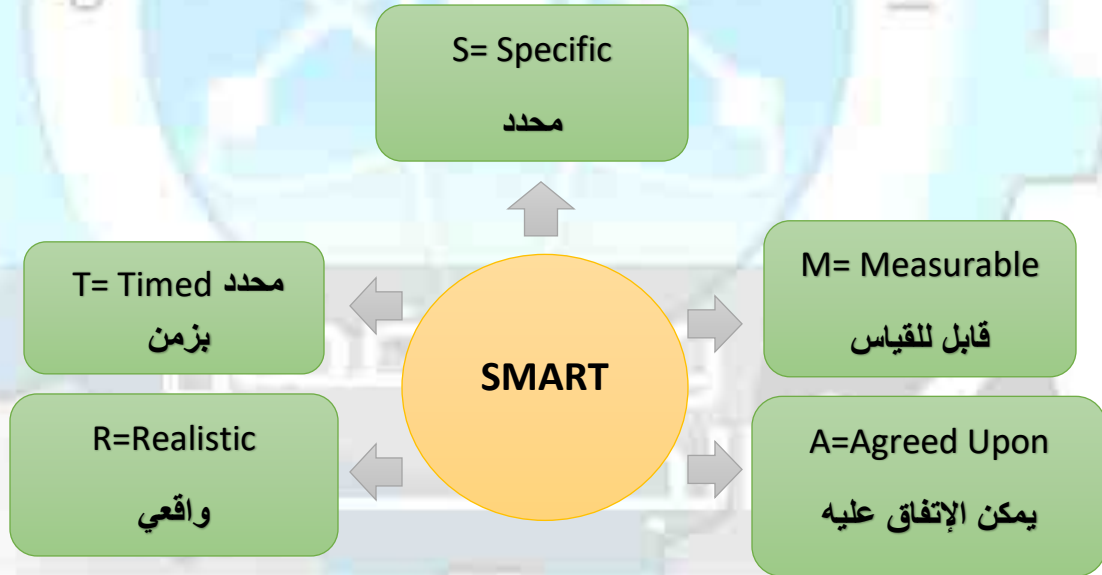 S= Specific
محدد
M= Measurable
قابل للقياس
A=Agreed Upon
يمكن الإتفاق عليه
R=Realistic
واقعي
T= Timed محدد
بزمن
SMART